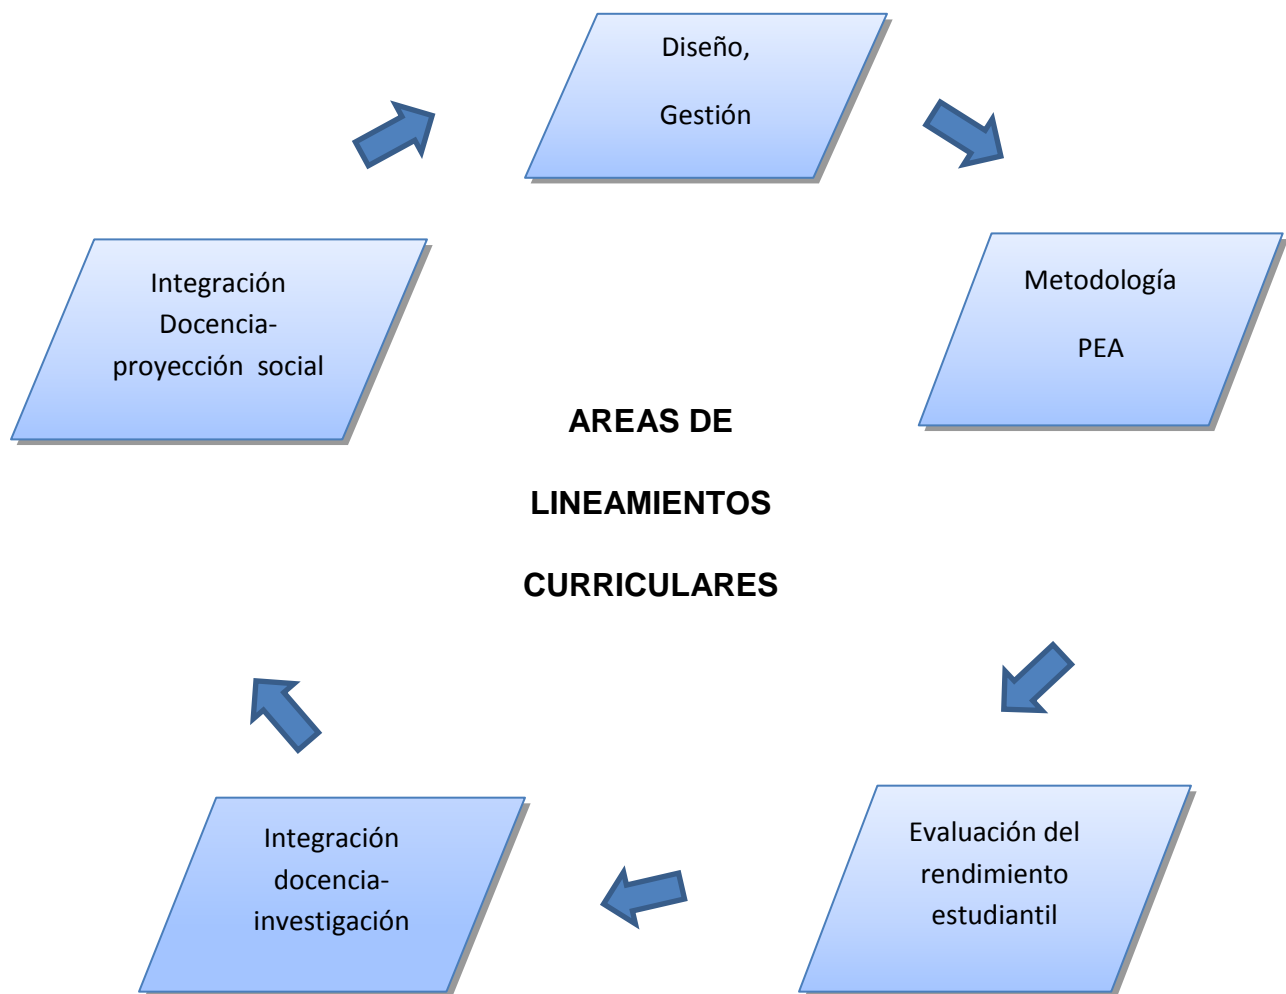 Diseño,
Gestión
Integración
Docencia-
proyección social
Metodología
PEA
AREAS DE
LINEAMIENTOS
CURRICULARES
Integración
docencia-
investigación
Evaluación del
rendimiento
estudiantil